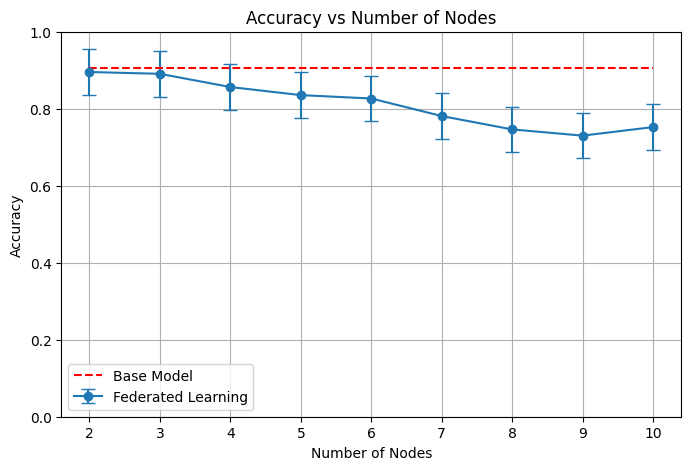 Accuracy vs Number of Nodes
1.0
0.8
0.6
0.4
0.2
0.0
Accuracy
Base Model
Federated Learning
2 3 4 5 6 7 8 9 10
Number of Nodes